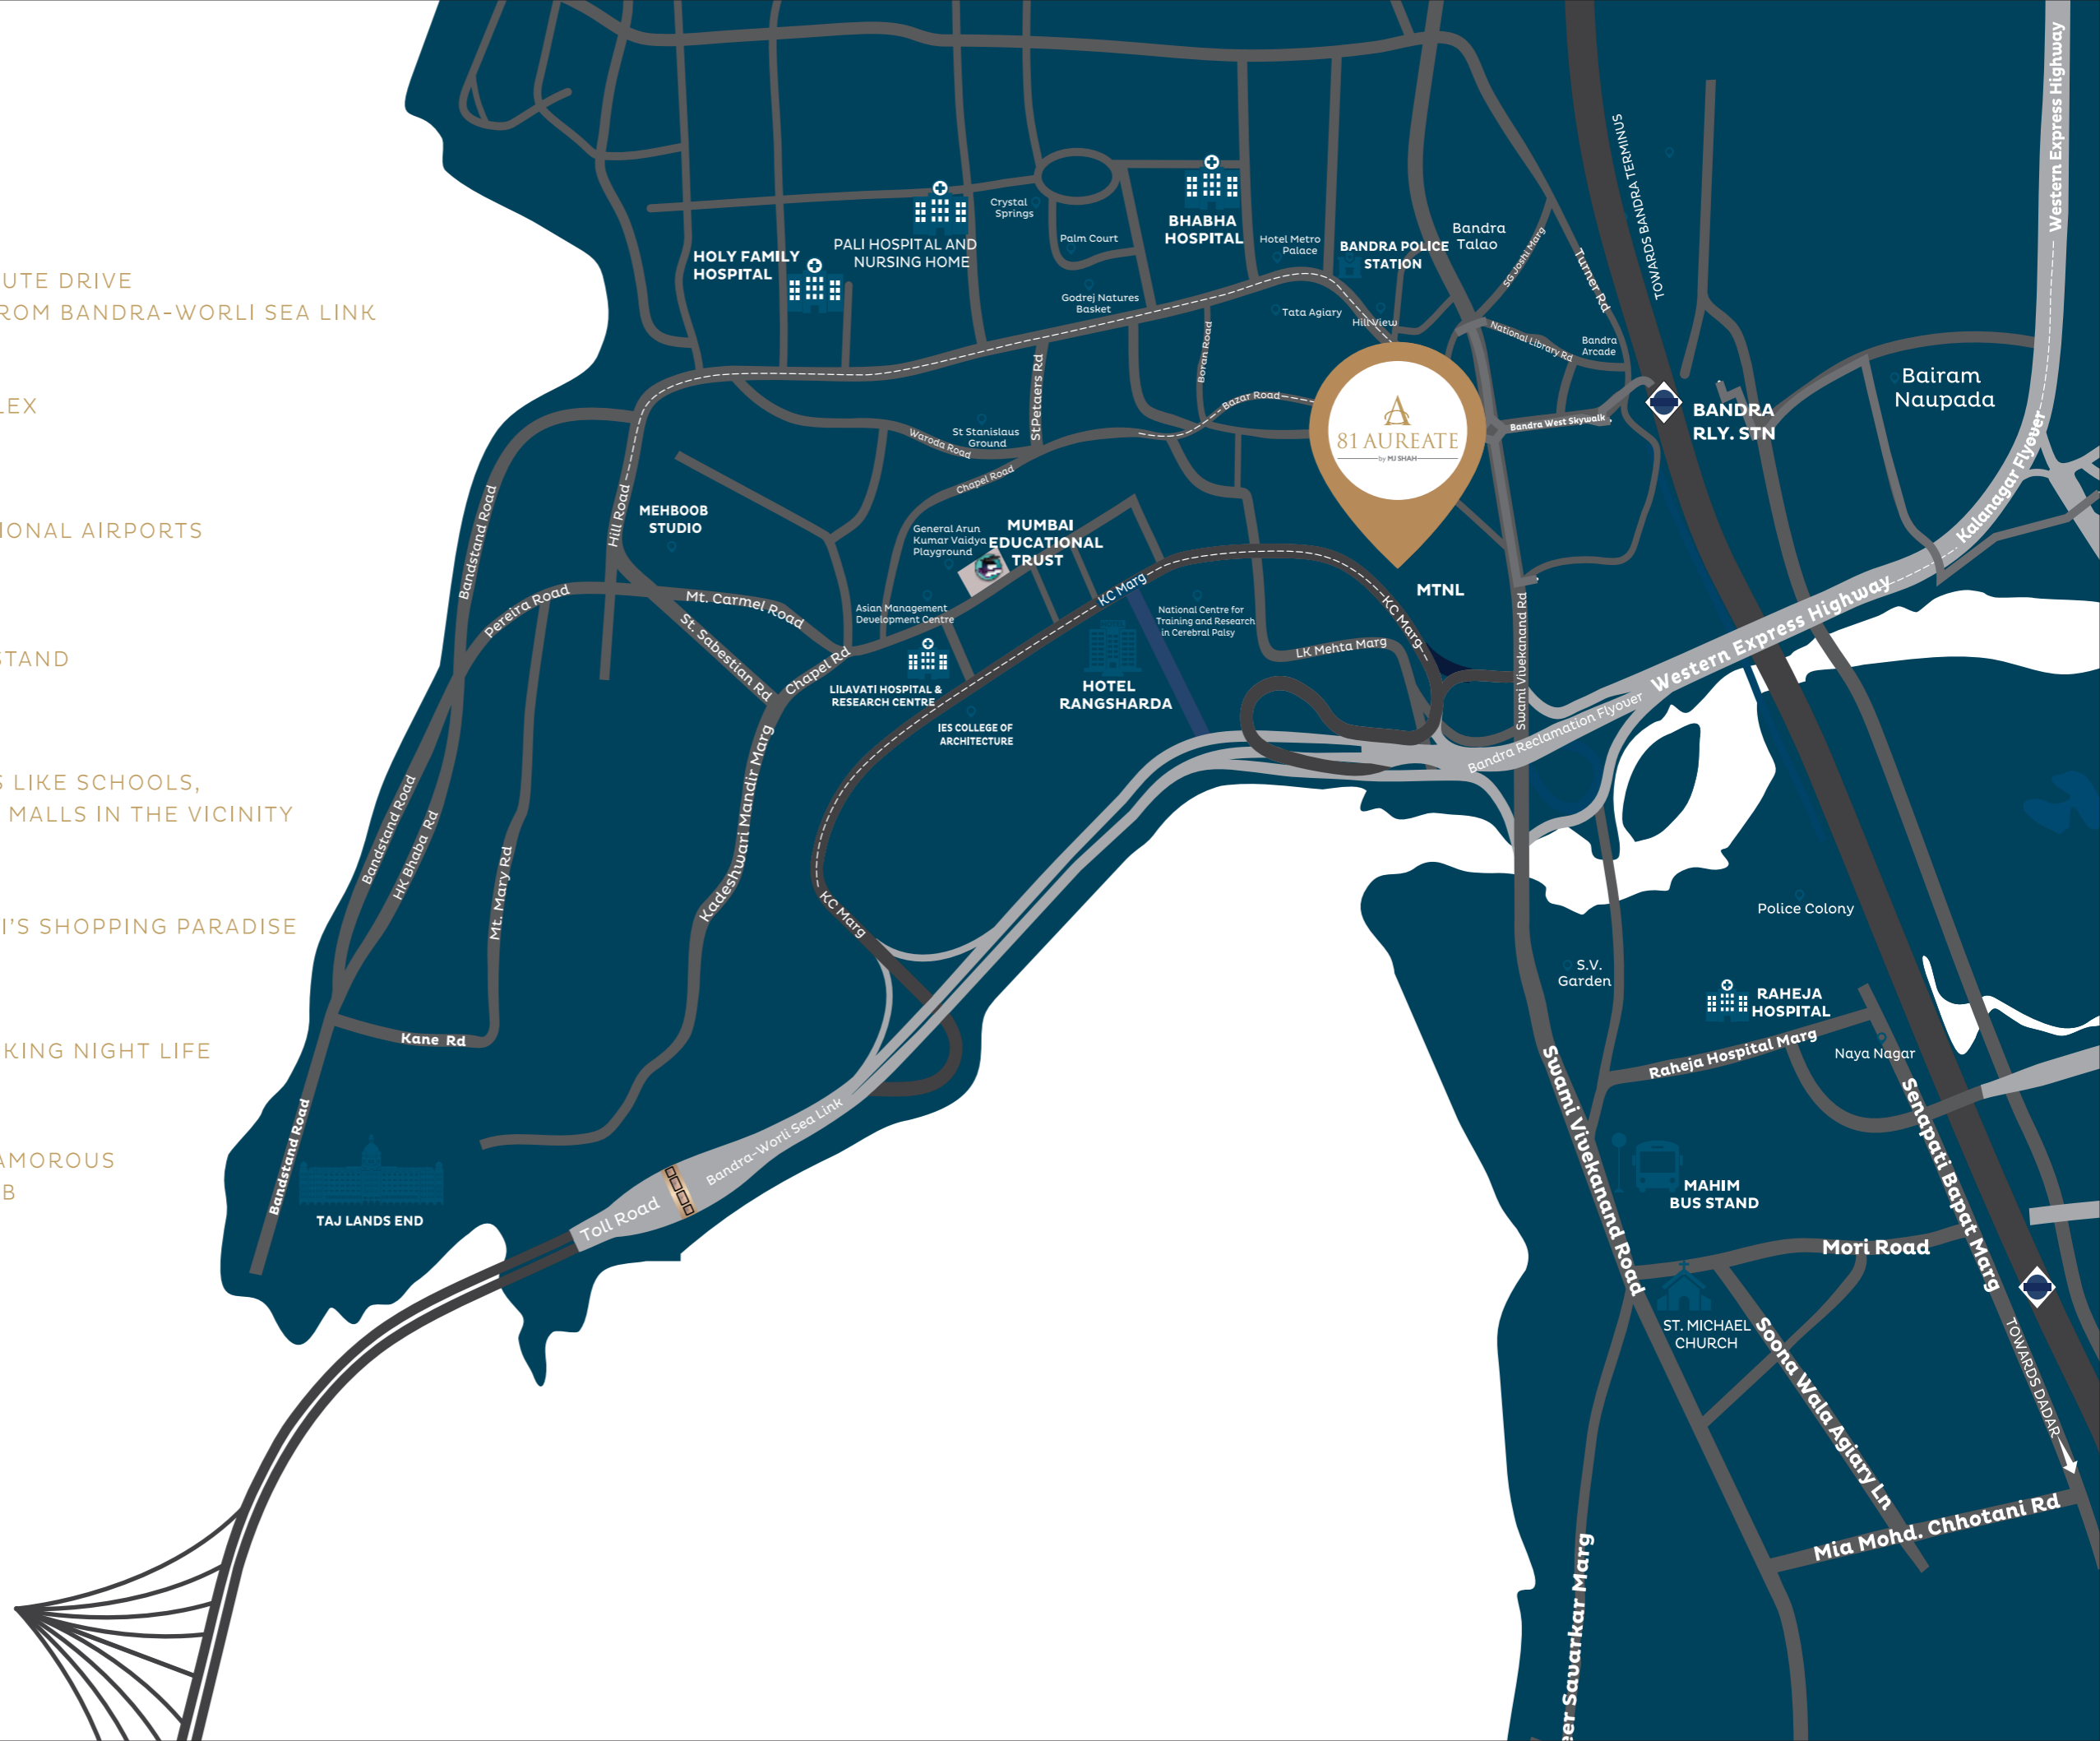 UTE DRIVE
ROM BANDRA-WORLI SEA LINK
LEX
IONAL AIRPORTS
STAND
S LIKE SCHOOLS,
MALLS IN THE VICINITY
I'S SHOPPING PARADISE
KING NIGHT LIFE
AMOROUS
B
Western Express Highway
TOWARDS BANDRA TERMINUS
Crystal
Springs
BHABHA
HOSPITAL
Palm Court
Hotel Metro
Palace
BANDRA POLICE
STATION
Bandra
Talao
SG Joshi Marg
Turner Rd
HOLY FAMILY
HOSPITAL
PALI HOSPITAL AND
NURSING HOME
Godrej Natures
Basket
Tata Agiary
Hill View
National Library Rd
Bandra
Arcade
Boran Road
StPetaers Rd
Bazar Road
Bairam
Naupada
BANDRA
RLY. STN
81 AUREATE
by MJ SHAH
Bandra West Skywalk
St Stanislaus
Ground
Waroda Road
Chapel Road
Kalanagar Flyover
Bandstand Road
Hill Road
MEHBOOB
STUDIO
General Arun
Kumar Vaidya
Playground
MUMBAI
EDUCATIONAL
TRUST
KC Marg
MTNL
Pereira Road
Mt. Carmel Road
Asian Management
Development Centre
National Centre for
Training and Research
in Cerebral Palsy
KC Marg
Swami Vivekanand Rd
Western Express Highway
St. Sabestian Rd
Chapel Rd
LK Mehta Marg
LILAVATI HOSPITAL &
RESEARCH CENTRE
HOTEL
RANGSHARDA
IES COLLEGE OF
ARCHITECTURE
Bandra Reclamation Flyover
Bandstand Road
HK Bhaba Rd
Mt. Mary Rd
Kadeshwari Mandir Marg
KC Marg
Police Colony
S.V.
Garden
RAHEJA
HOSPITAL
Raheja Hospital Marg
Naya Nagar
Kane Rd
Swami Vivekanand Road
Senapati Bapat Marg
Bandstand Road
TAJ LANDS END
Toll Road
Bandra-Worli Sea Link
MAHIM
BUS STAND
Mori Road
ST. MICHAEL
CHURCH
Soona Wala Agiary Ln
TOWARDS DADAR
Mia Mohd. Chhotani Rd
eer Savarkar Marg